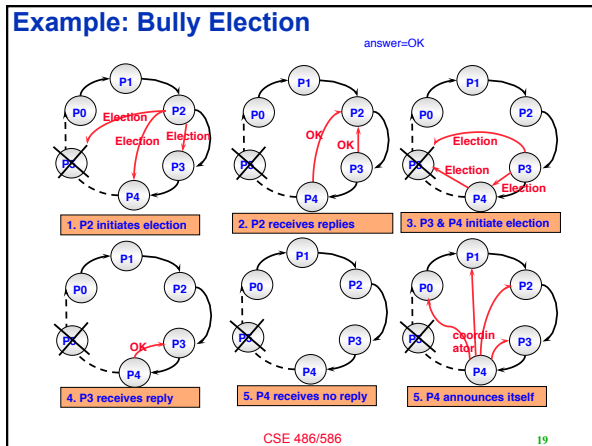 Example: Bully Election
answer=OK
P1
P0
P2
Election
Election
Election
P3
P4
1. P2 initiates election
P1
P0
P2
OK
OK
P3
P4
2. P2 receives replies
P1
P0
P2
Election
P3
Election
Election
P4
3. P3 & P4 initiate election
P1
P0
P2
P3
OK
P4
4. P3 receives reply
P1
P0
P2
P3
P4
5. P4 receives no reply
P1
P0
P2
coordin
ator
P3
P4
5. P4 announces itself
CSE 486/586
19